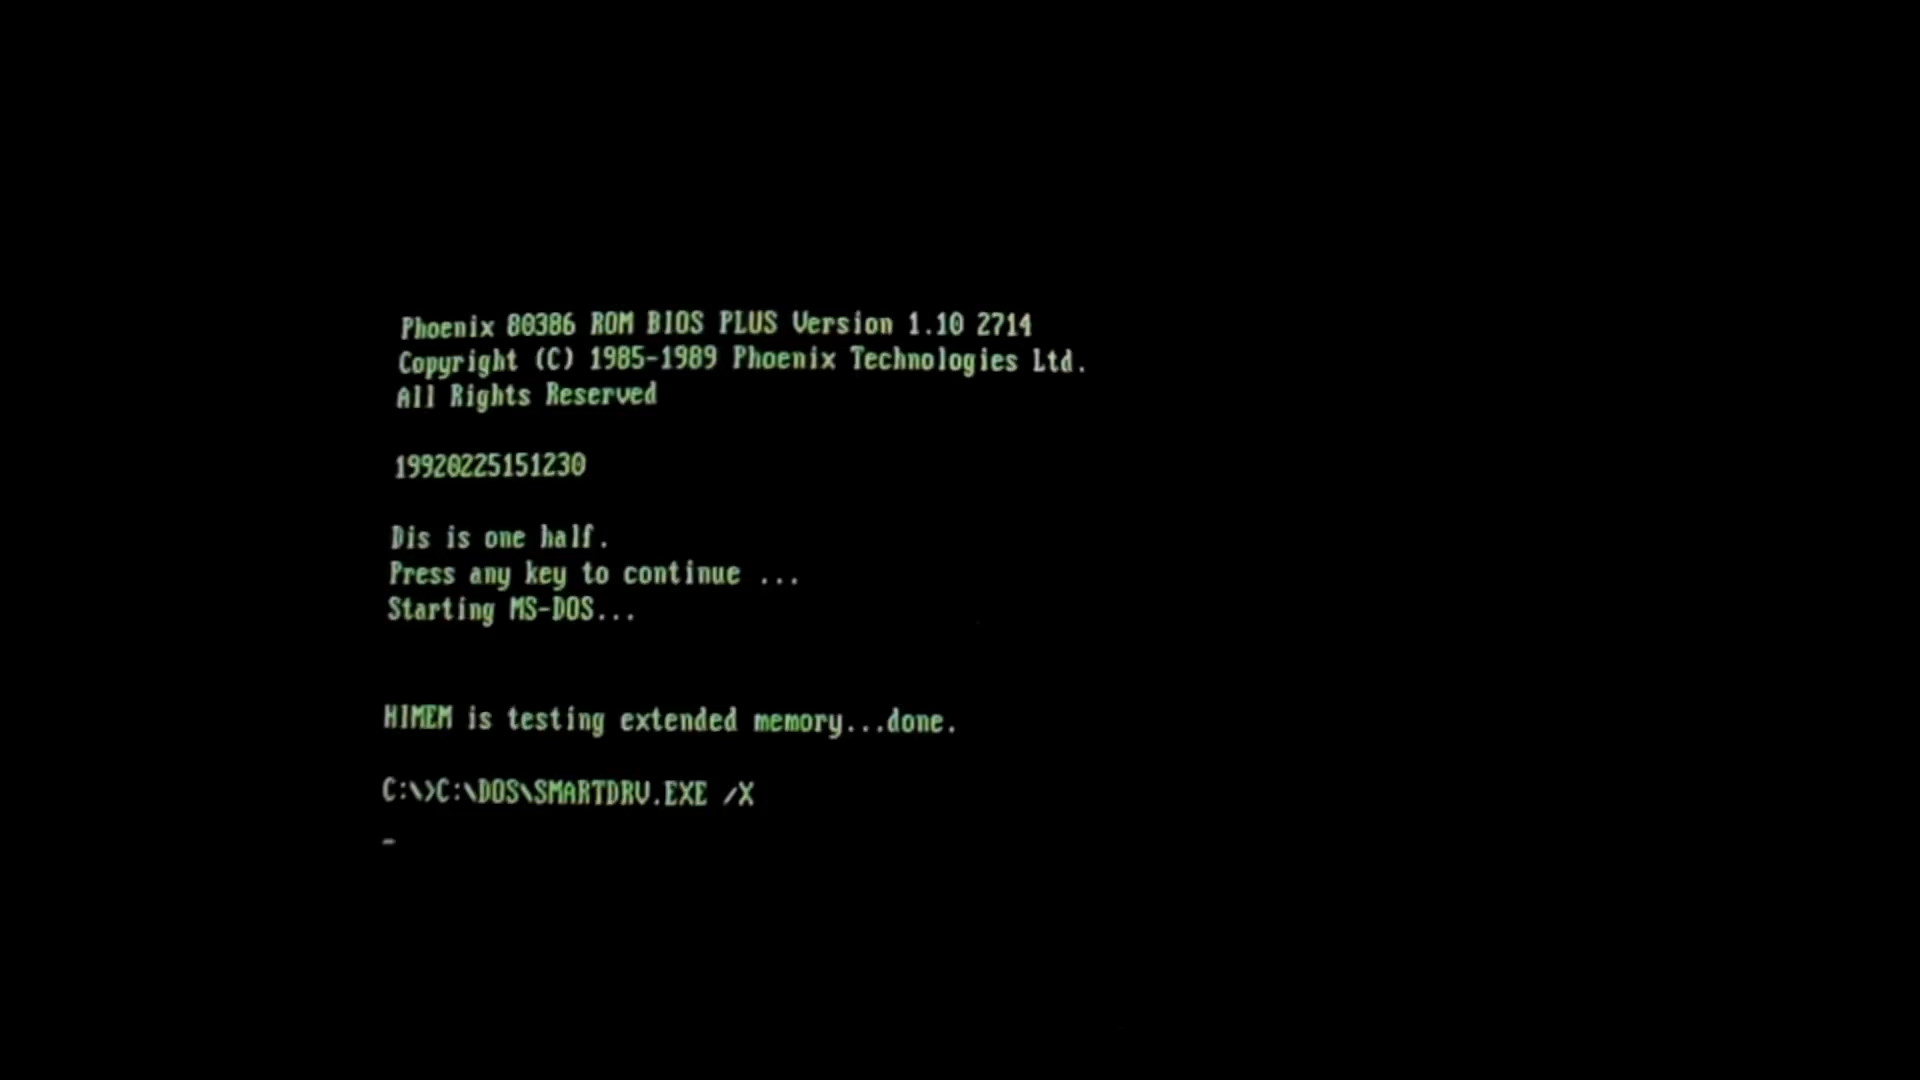 Phoenix 80386 ROM BIOS PLUS Version 1.10 2714
Copyright (C) 1985-1989 Phoenix Technologies Ltd.
All Rights Reserved
19920225151230
Dis is one half.
Press any key to continue ...
Starting MS-DOS...
HIMEM is testing extended memory...done.
C:\>C:\DOS\SMARTDRV.EXE /X
_